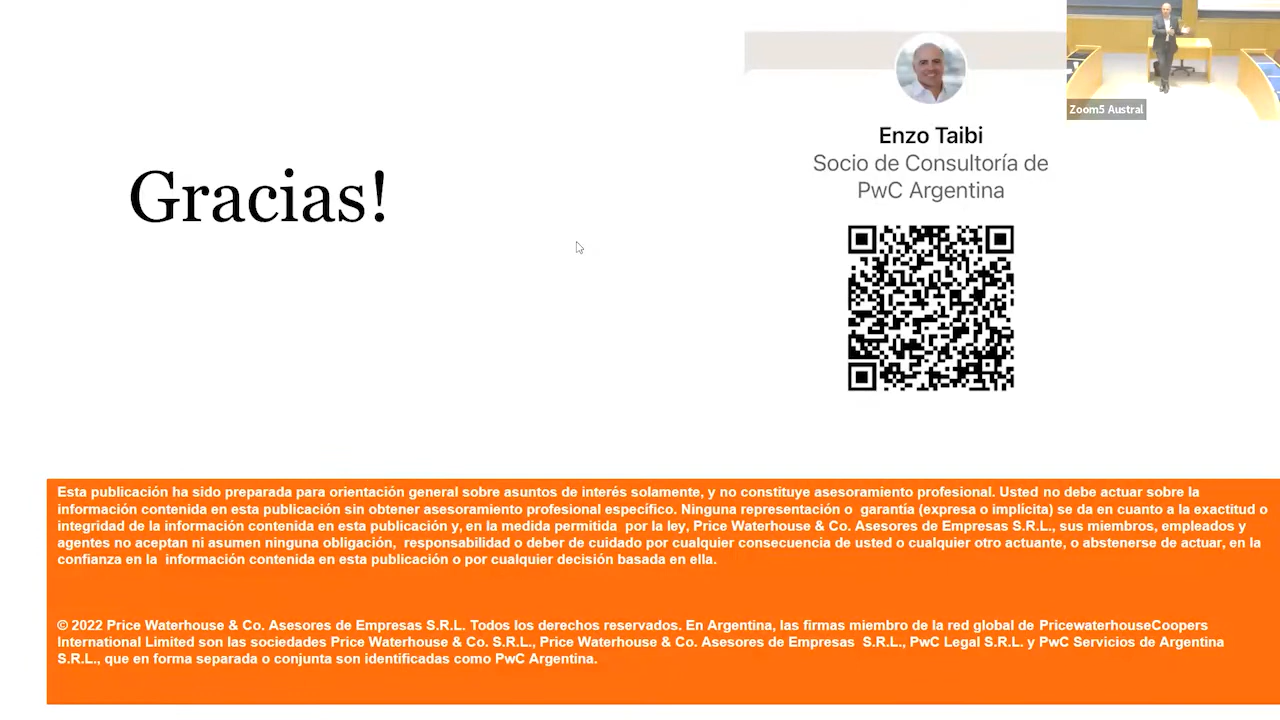 Zoom5 Austral
Enzo Taibi
Socio de Consultoría de
PwC Argentina
Gracias!
Esta publicación ha sido preparada para orientación general sobre asuntos de interés solamente, y no constituye asesoramiento profesional. Usted no debe actuar sobre la
información contenida en esta publicación sin obtener asesoramiento profesional específico. Ninguna representación o garantía (expresa o implícita) se da en cuanto a la exactitud o
integridad de la información contenida en esta publicación y, en la medida permitida por la ley, Price Waterhouse & Co. Asesores de Empresas S.R.L., sus miembros, empleados y
agentes no aceptan ni asumen ninguna obligación, responsabilidad o deber de cuidado por cualquier consecuencia de usted o cualquier otro actuante, o abstenerse de actuar, en la
confianza en la información contenida en esta publicación o por cualquier decisión basada en ella.
© 2022 Price Waterhouse & Co. Asesores de Empresas S.R.L. Todos los derechos reservados. En Argentina, las firmas miembro de la red global de PricewaterhouseCoopers
International Limited son las sociedades Price Waterhouse & Co. S.R.L., Price Waterhouse & Co. Asesores de Empresas S.R.L., PwC Legal S.R.L. y PwC Servicios de Argentina
S.R.L., que en forma separada o conjunta son identificadas como PwC Argentina.